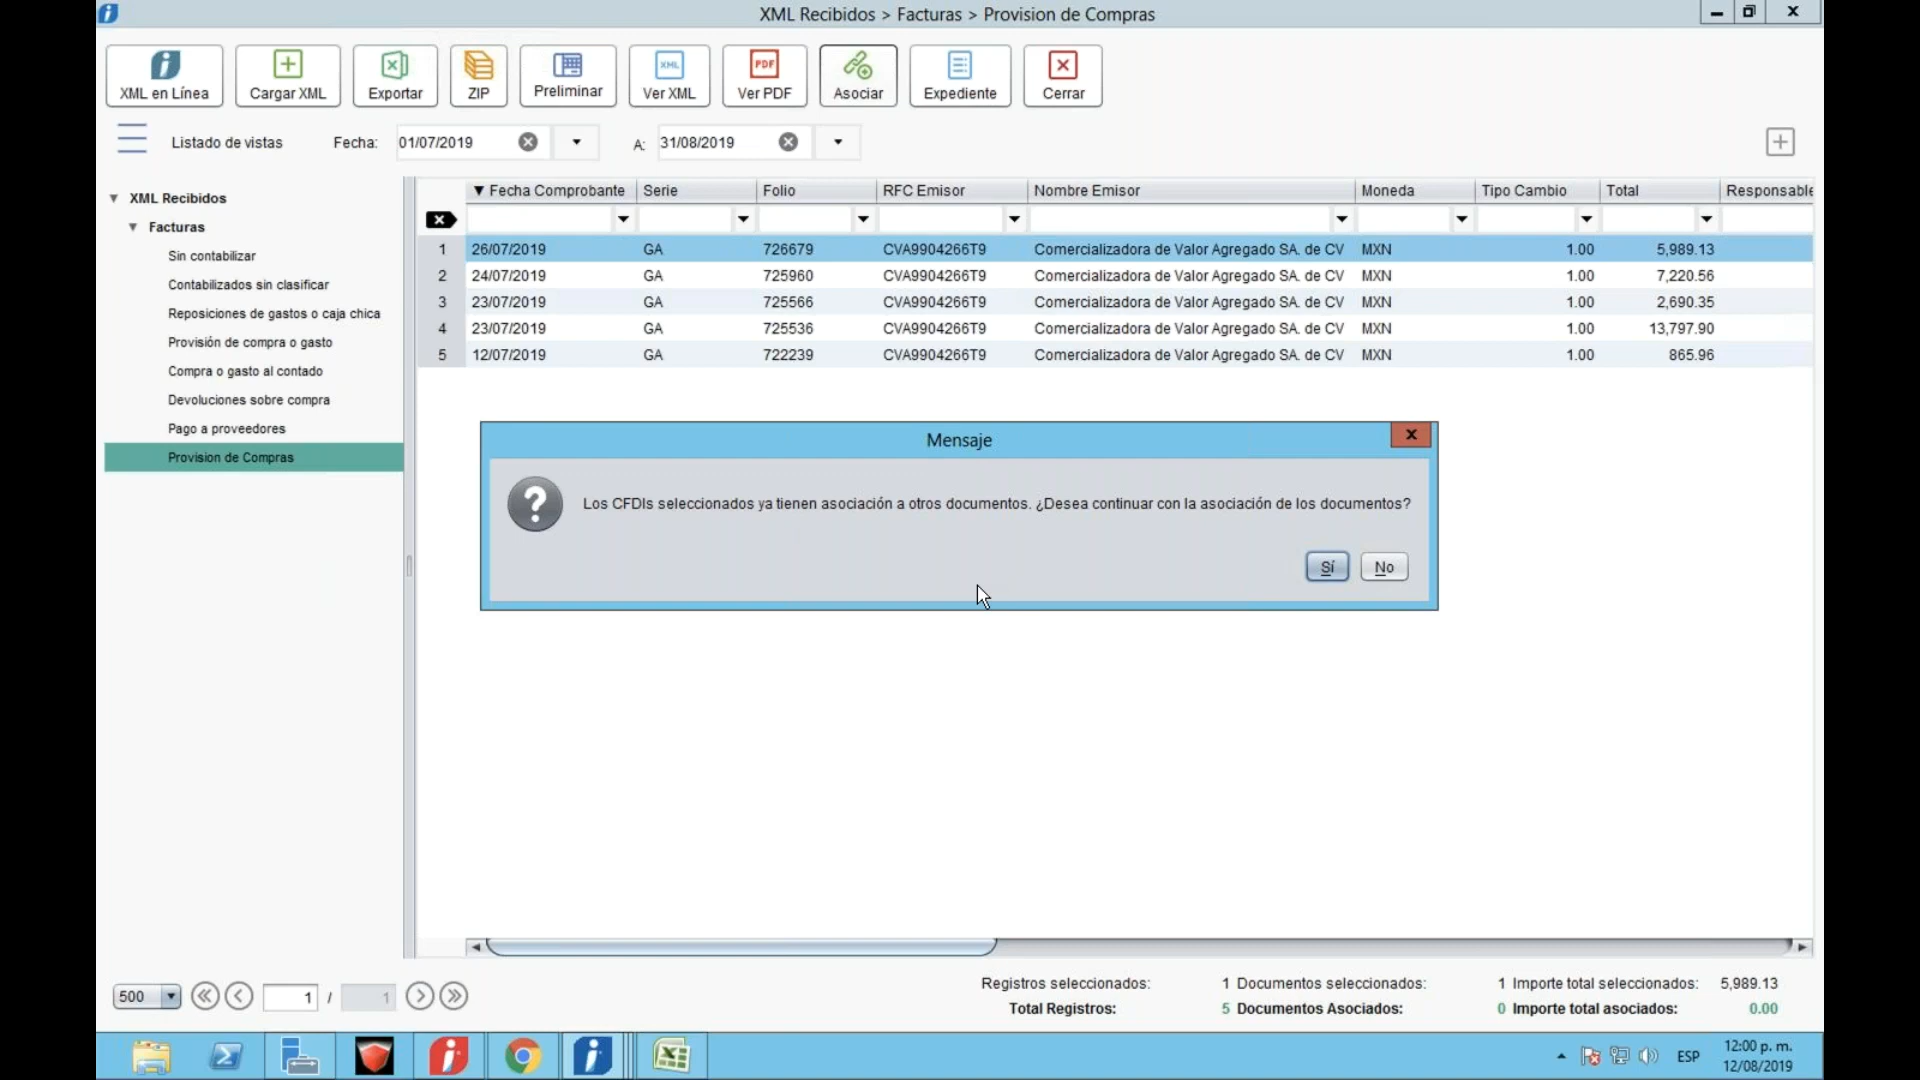 XML Recibidos > Facturas > Provision de Compras
XML en Línea
Cargar XML
Exportar
ZIP
Preliminar
XML
Ver XML
PDF
Ver PDF
Asociar
Expediente
Cerrar
Listado de vistas
Fecha: 01/07/2019
A: 31/08/2019
XML Recibidos
Facturas
Sin contabilizar
Contabilizados sin clasificar
Reposiciones de gastos o caja chica
Provisión de compra o gasto
Compra o gasto al contado
Devoluciones sobre compra
Pago a proveedores
Provision de Compras
Fecha Comprobante Serie Folio RFC Emisor Nombre Emisor Moneda Tipo Cambio Total Responsable
1 26/07/2019 GA 726679 CVA9904266T9 Comercializadora de Valor Agregado SA. de CV MXN 1.00 5,989.13
2 24/07/2019 GA 725960 CVA9904266T9 Comercializadora de Valor Agregado SA. de CV MXN 1.00 7,220.56
3 23/07/2019 GA 725566 CVA9904266T9 Comercializadora de Valor Agregado SA. de CV MXN 1.00 2,690.35
4 23/07/2019 GA 725536 CVA9904266T9 Comercializadora de Valor Agregado SA. de CV MXN 1.00 13,797.90
5 12/07/2019 GA 722239 CVA9904266T9 Comercializadora de Valor Agregado SA. de CV MXN 1.00 865.96
Mensaje
Los CFDIs seleccionados ya tienen asociación a otros documentos. ¿Desea continuar con la asociación de los documentos?
Sí No
500 1 / 1
Registros seleccionados: 1 Documentos seleccionados: 1 Importe total seleccionados: 5,989.13
Total Registros: 5 Documentos Asociados: 0 Importe total asociados: 0.00
ESP
12:00 p. m.
12/08/2019